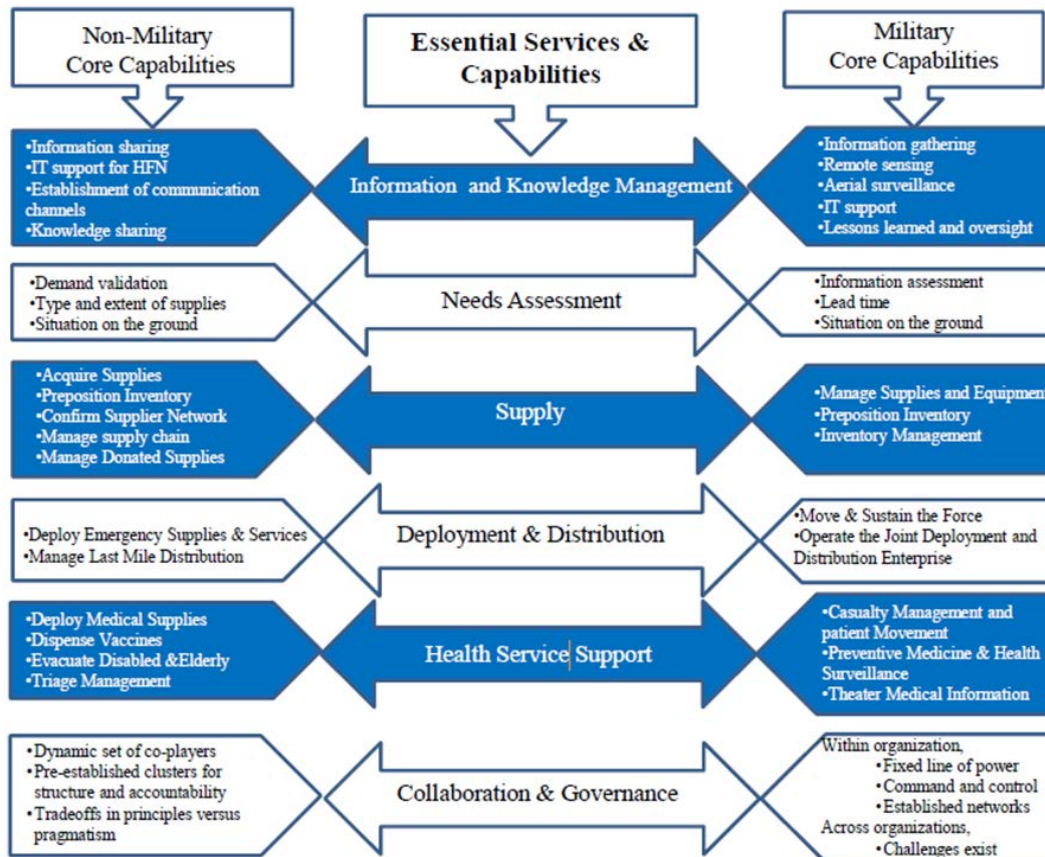 Non-Military
Core Capabilities
Essential Services &
Capabilities
Military
Core Capabilities
•Information sharing
•IT support for HFN
•Establishment of communication
channels
•Knowledge sharing
Information and Knowledge Management
•Information gathering
•Remote sensing
•Aerial surveillance
•IT support
•Lessons learned and oversight
•Demand validation
•Type and extent of supplies
•Situation on the ground
Needs Assessment
•Information assessment
•Lead time
•Situation on the ground
•Acquire Supplies
•Preposition Inventory
•Confirm Supplier Network
•Manage supply chain
•Manage Donated Supplies
Supply
•Manage Supplies and Equipment
•Preposition Inventory
•Inventory Management
•Deploy Emergency Supplies & Services
•Manage Last Mile Distribution
Deployment & Distribution
•Move & Sustain the Force
•Operate the Joint Deployment and
Distribution Enterprise
•Deploy Medical Supplies
•Dispense Vaccines
•Evacuate Disabled &Elderly
•Triage Management
Health Service Support
•Casualty Management and
patient Movement
•Preventive Medicine & Health
Surveillance
•Theater Medical Information
•Dynamic set of co-players
•Pre-established clusters for
structure and accountability
•Tradeoffs in principles versus
pragmatism
Collaboration & Governance
Within organization,
•Fixed line of power
•Command and control
•Established networks
Across organizations,
•Challenges exist